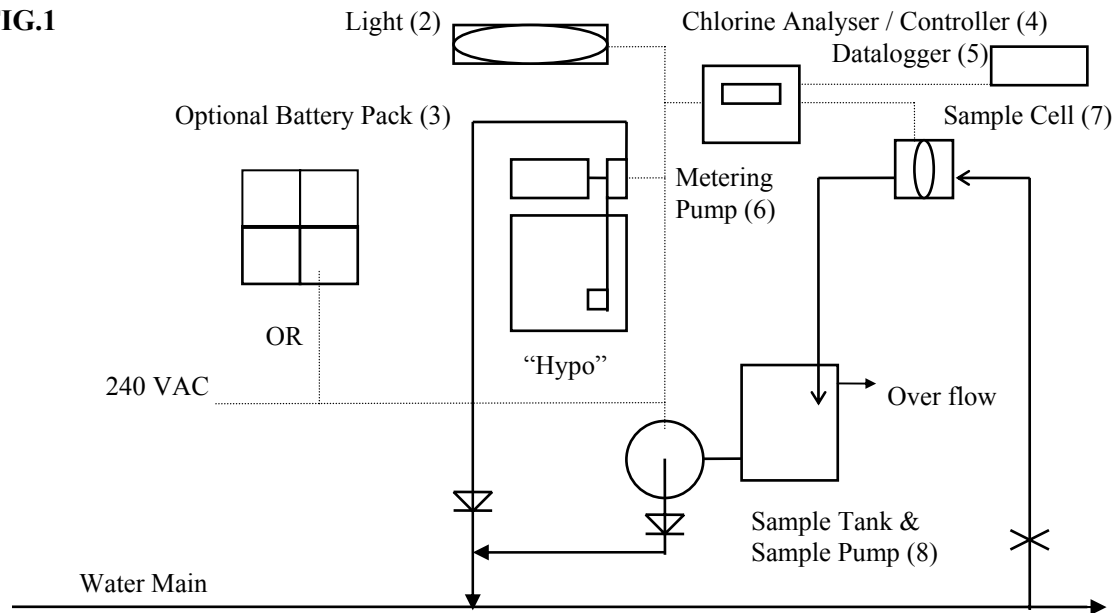 FIG.1
Light (2)
Chlorine Analyser / Controller (4)
Datalogger (5)
Optional Battery Pack (3)
Sample Cell (7)
Metering
Pump (6)
OR
“Hypo”
240 VAC
Over flow
Sample Tank &
Sample Pump (8)
Water Main